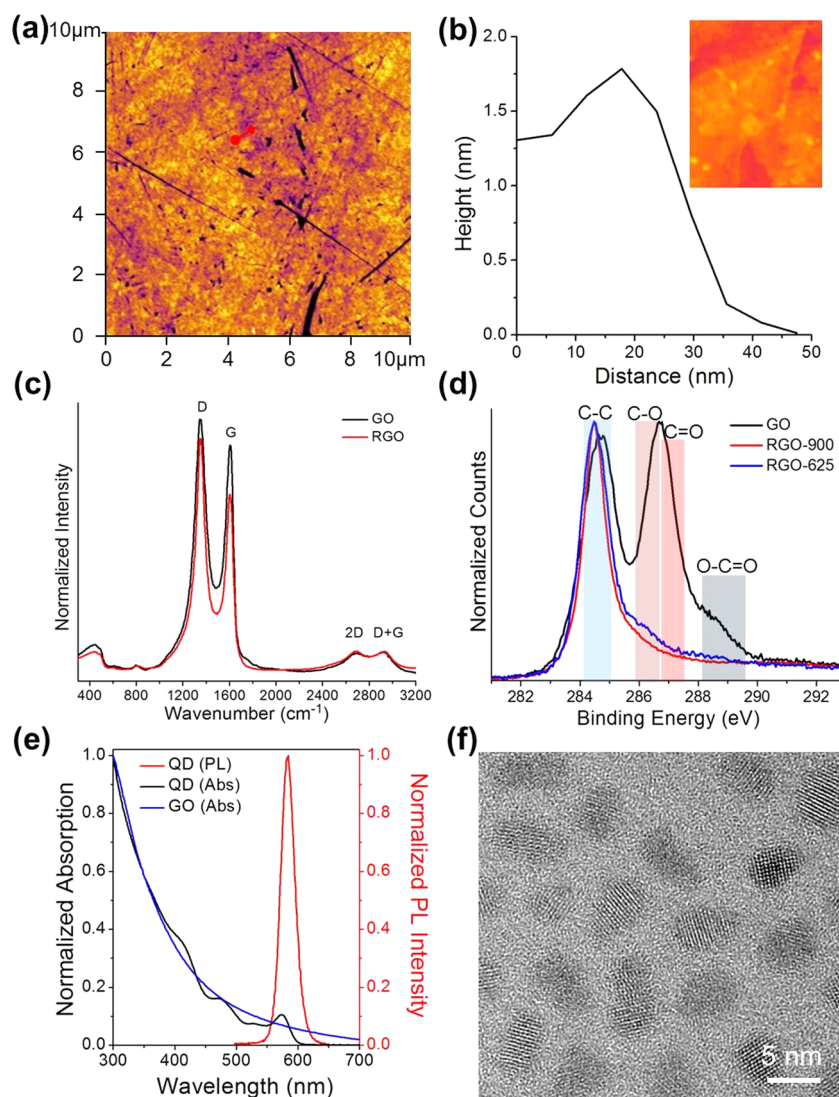 (a)
10μm
8
6
4
2
0
0 2 4 6 8 10μm
(b)
2.0
1.5
1.0
0.5
0.0
Height (nm)
0 10 20 30 40 50
Distance (nm)
(c)
D
G
GO
RGO
2D D+G
Normalized Intensity
600 1200 1600 2000 2400 2800 3200
Wavenumber (cm⁻¹)
(d)
C-C C-O
C=O
GO
RGO-900
RGO-625
O-C=O
Normalized Counts
282 284 286 288 290 292
Binding Energy (eV)
(e)
QD (PL)
QD (Abs)
GO (Abs)
1.0
0.8
0.6
0.4
0.2
0.0
Normalized Absorption
1.0
0.8
0.6
0.4
0.2
0.0
Normalized PL Intensity
300 400 500 600 700
Wavelength (nm)
(f)
5 nm